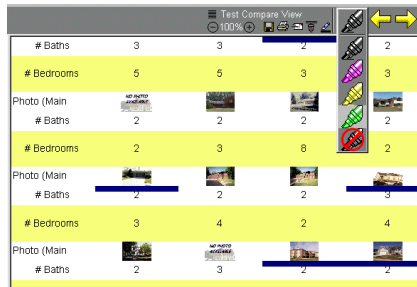 Test Compare View
100%
# Baths 3 3 2 2
# Bedrooms 5 5 3 3
Photo (Main NO PHOTO AVAILABLE
# Baths 2 2 2 2
# Bedrooms 2 3 8 2
Photo (Main
# Baths 2 2 2 3
# Bedrooms 3 4 2 4
Photo (Main NO PHOTO AVAILABLE
# Baths 2 3 2 2